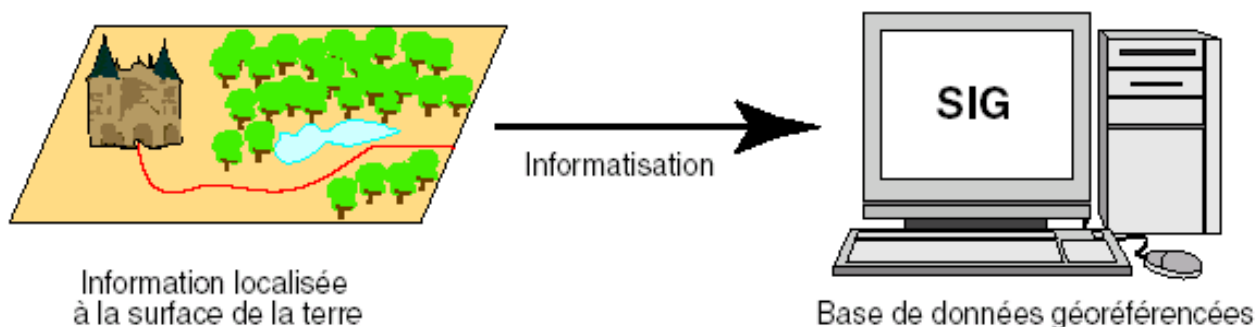 SIG
Informatisation
Information localisée
à la surface de la terre
Base de données géoréférencées